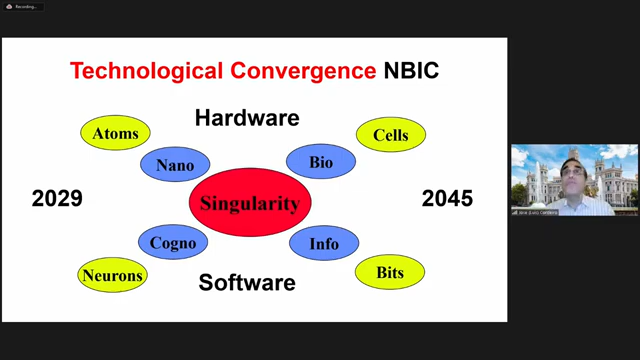 Recording...
Technological Convergence NBIC
Hardware
Atoms
Cells
Nano
Bio
2029
Singularity
2045
Cogno
Info
Neurons
Software
Bits